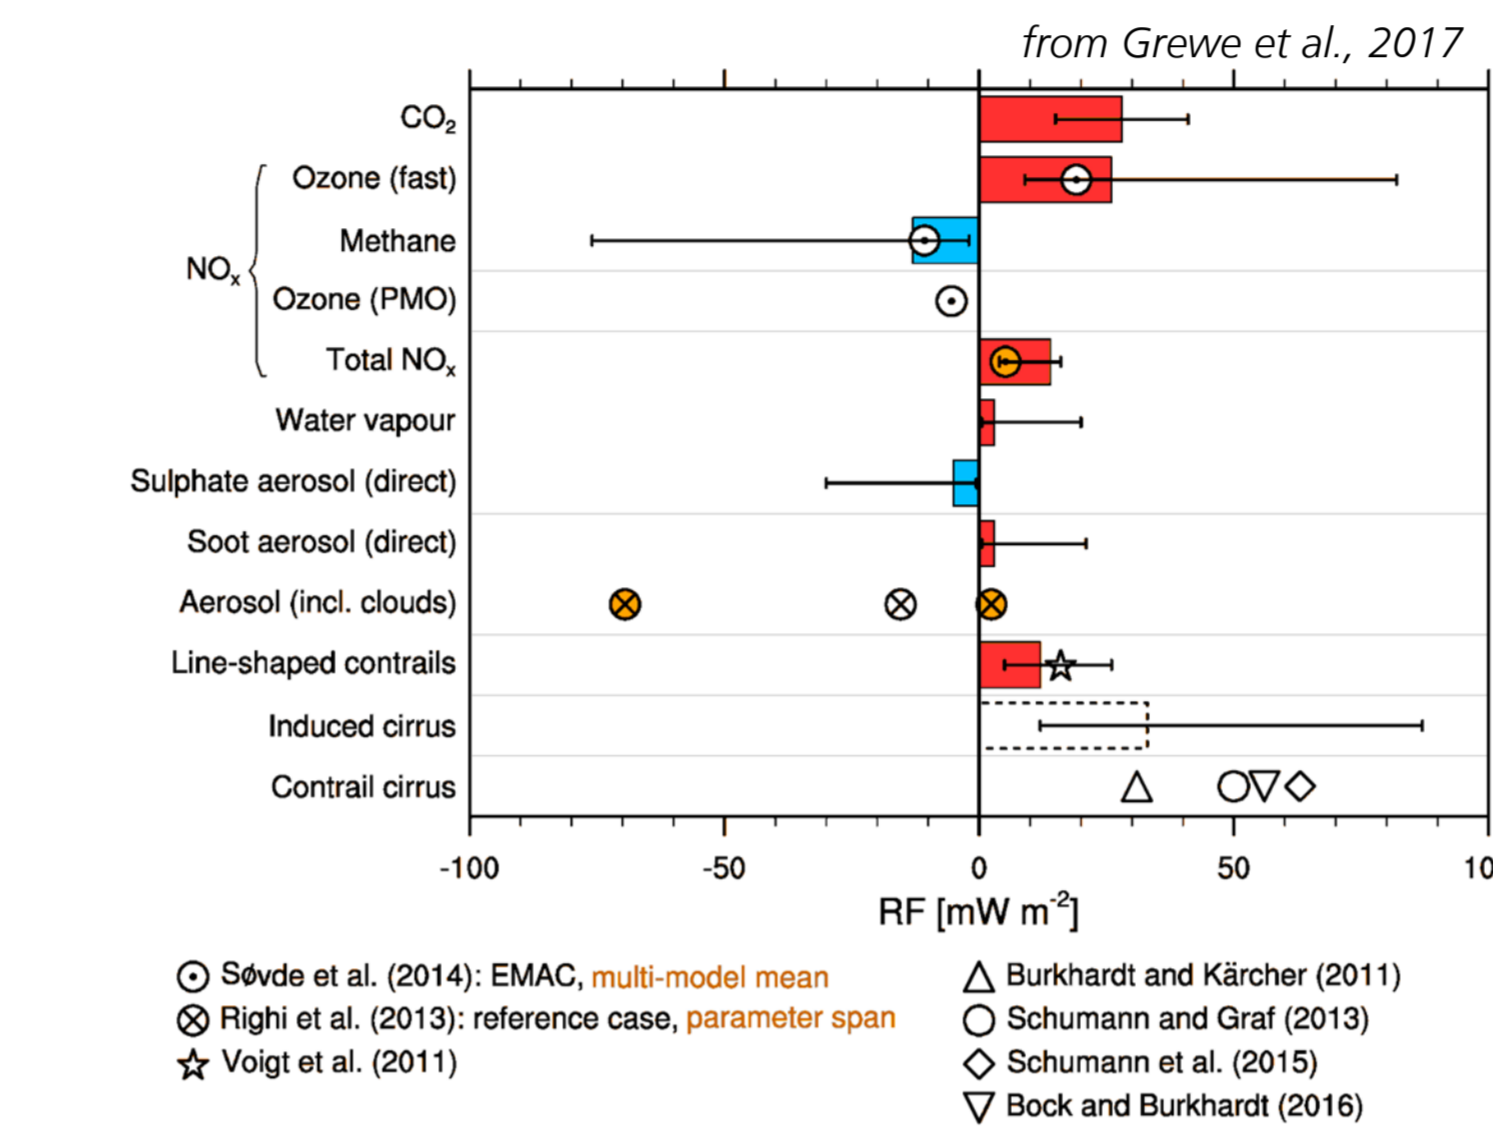 from Grewe et al., 2017
CO₂
Ozone (fast)
Methane
NOₓ
Ozone (PMO)
Total NOₓ
Water vapour
Sulphate aerosol (direct)
Soot aerosol (direct)
Aerosol (incl. clouds)
Line-shaped contrails
Induced cirrus
Contrail cirrus
-100 -50 0 50 10
RF [mW m⁻²]
Søvde et al. (2014): EMAC, multi-model mean
Righi et al. (2013): reference case, parameter span
Voigt et al. (2011)
Burkhardt and Kärcher (2011)
Schumann and Graf (2013)
Schumann et al. (2015)
Bock and Burkhardt (2016)